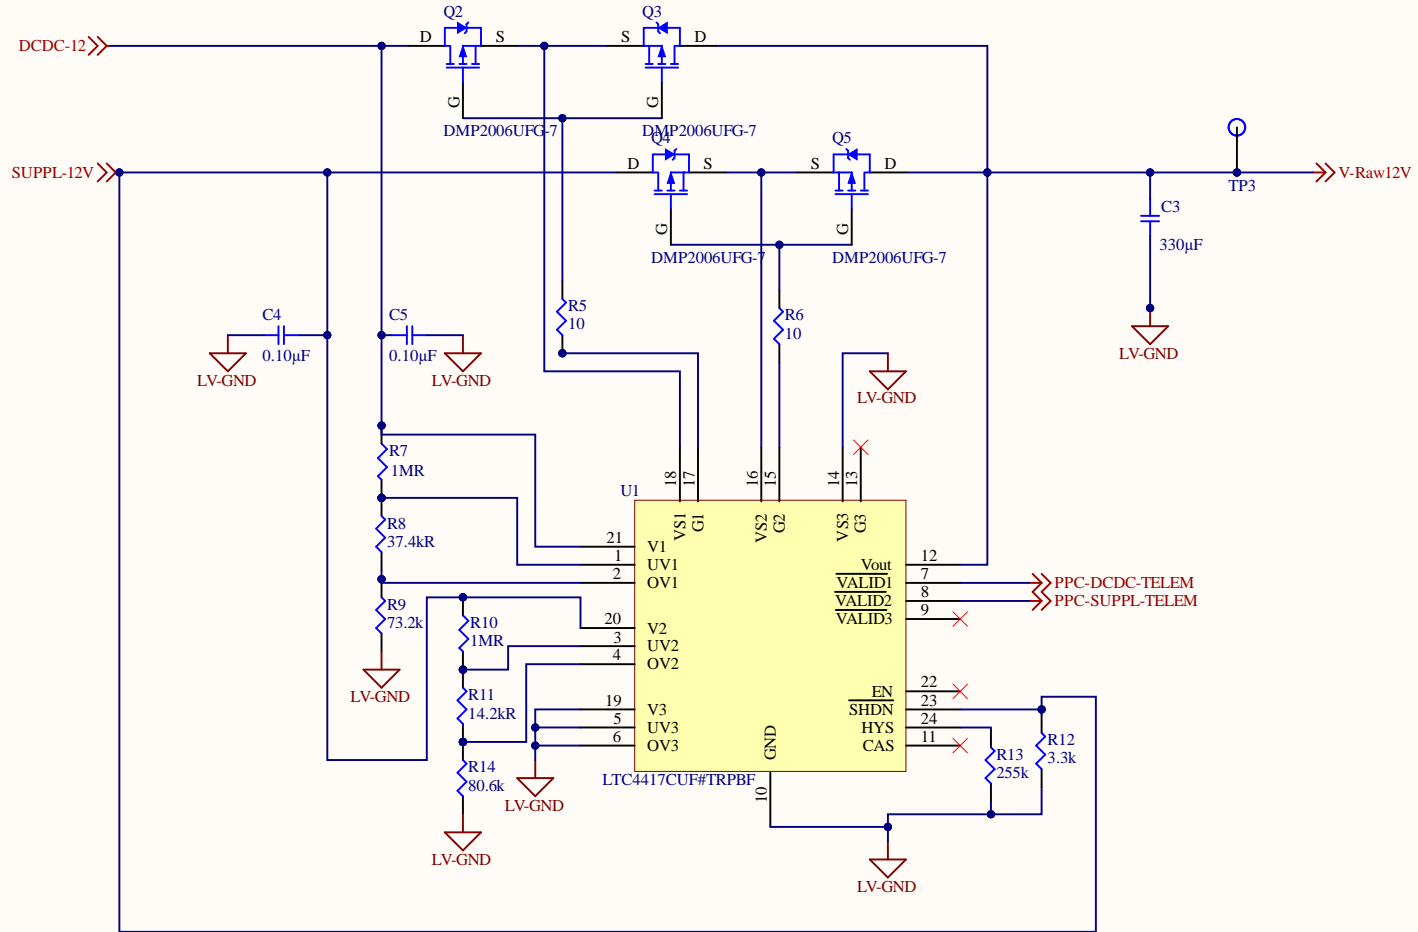 Q2
Q3
DCDC-12
D
S
S
D
G
G
DMP2006UFG-7
DMP2006UFG-7
Q4
Q5
SUPPL-12V
D
S
S
D
V-Raw12V
TP3
G
G
C3
330µF
DMP2006UFG-7
DMP2006UFG-7
R5
10
R6
10
C4
0.10µF
C5
0.10µF
LV-GND
LV-GND
LV-GND
LV-GND
R7
1MR
R8
37.4kR
R9
73.2k
LV-GND
R10
1MR
R11
14.2kR
R14
80.6k
LV-GND
LV-GND
U1
18
17
16
15
14
13
VS1
G1
VS2
G2
VS3
G3
21
V1
1
UV1
2
OV1
20
V2
3
UV2
4
OV2
19
V3
5
UV3
6
OV3
Vout
12
VALID1
7
PPC-DCDC-TELEM
VALID2
8
PPC-SUPPL-TELEM
VALID3
9
EN
22
SHDN
23
HYS
24
CAS
11
GND
10
LTC4417CUF#TRPBF
R13
255k
R12
3.3k
LV-GND